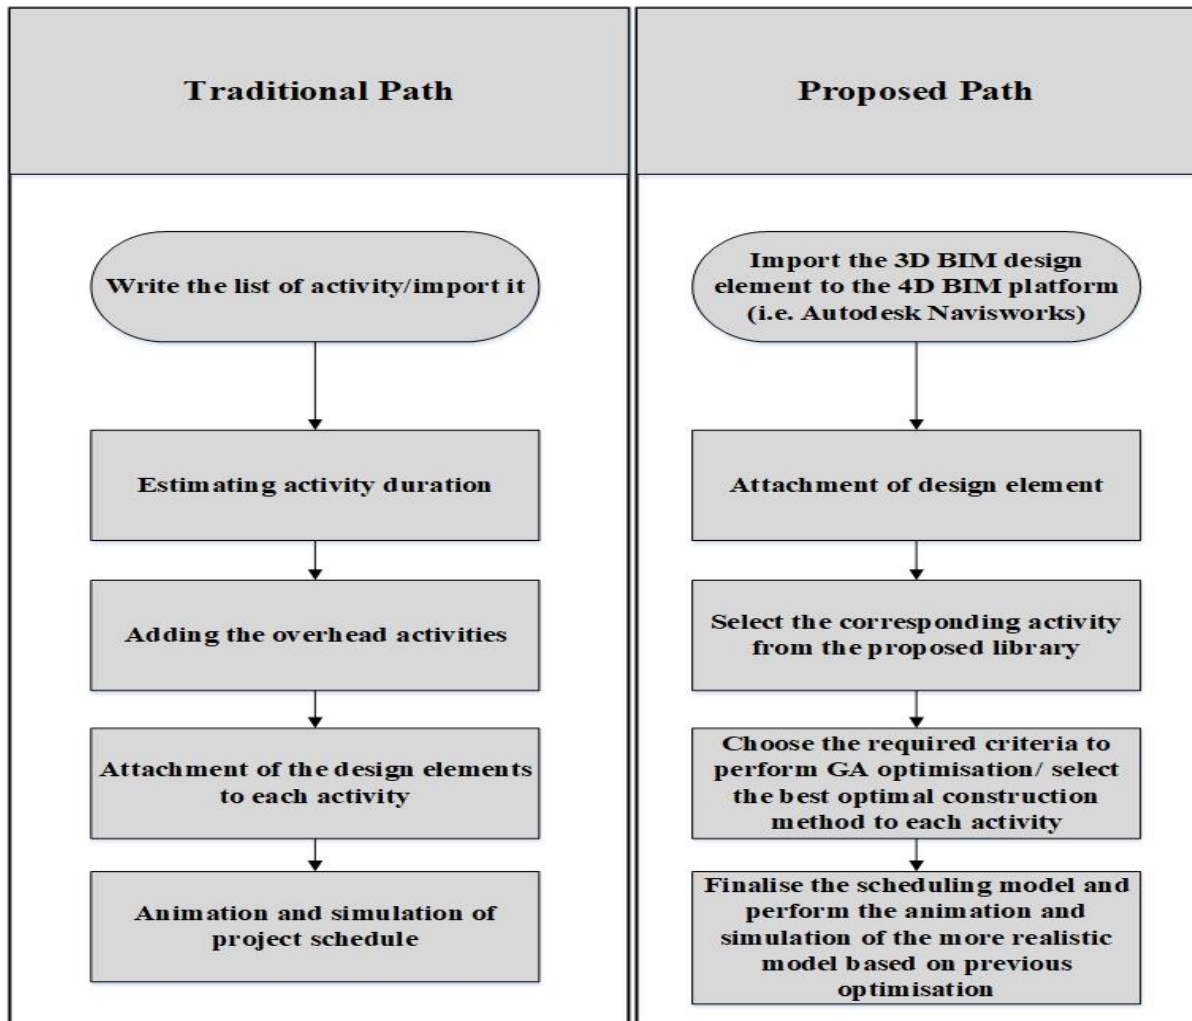 Traditional Path
Write the list of activity/import it
Estimating activity duration
Adding the overhead activities
Attachment of the design elements
to each activity
Animation and simulation of
project schedule
Proposed Path
Import the 3D BIM design
element to the 4D BIM platform
(i.e. Autodesk Navisworks)
Attachment of design element
Select the corresponding activity
from the proposed library
Choose the required criteria to
perform GA optimisation/ select
the best optimal construction
method to each activity
Finalise the scheduling model and
perform the animation and
simulation of the more realistic
model based on previous
optimisation